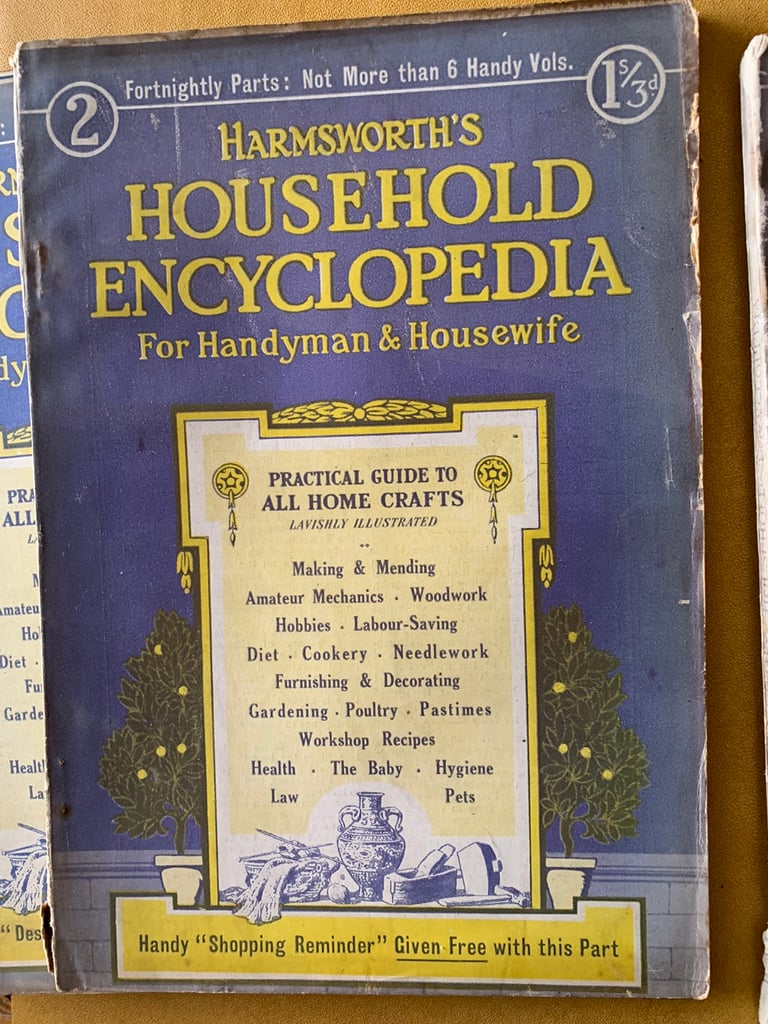 2
Fortnightly Parts: Not More than 6 Handy Vols.
1s/3d.
HARMSWORTH'S
HOUSEHOLD
ENCYCLOPEDIA
For Handyman & Housewife
PRACTICAL GUIDE TO
ALL HOME CRAFTS
LAVISHLY ILLUSTRATED
Making & Mending
Amateur Mechanics · Woodwork
Hobbies · Labour-Saving
Diet · Cookery · Needlework
Furnishing & Decorating
Gardening · Poultry · Pastimes
Workshop Recipes
Health · The Baby · Hygiene
Law Pets
Handy "Shopping Reminder" Given Free with this Part